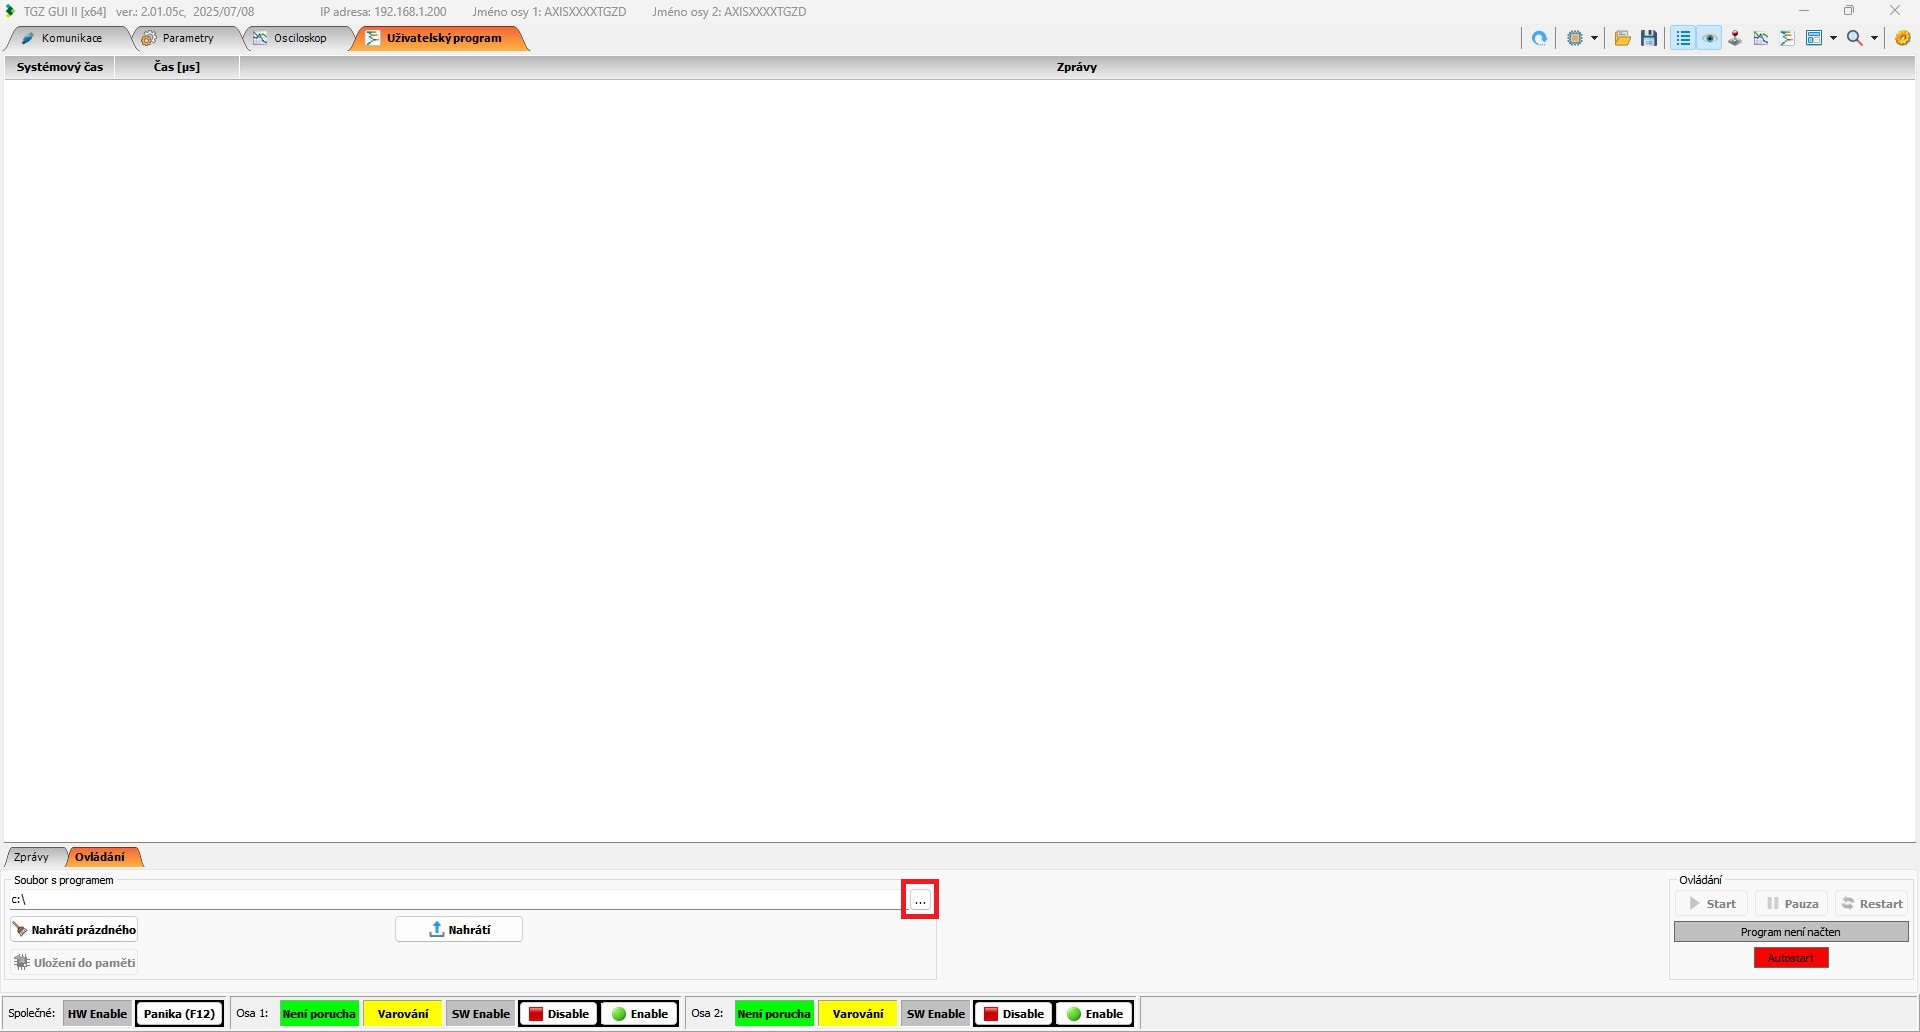 TGZ GUI II [x64] ver.: 2.01.05c, 2025/07/08 IP adresa: 192.168.1.200 Jméno osy 1: AXISXXXXTGZD Jméno osy 2: AXISXXXXTGZD
Komunikace Parametry Osciloskop Uživatelský program
Systémový čas Čas [µs] Zprávy
Zprávy Ovládání
Soubor s programem
c:\ ...
Nahrátí prázdného Nahrátí
Uložení do paměti
Ovládání
Start Pauza Restart
Program není načten
Autostart
Společné: HW Enable Panika (F12) Osa 1: Není porucha Varování SW Enable Disable Enable Osa 2: Není porucha Varování SW Enable Disable Enable